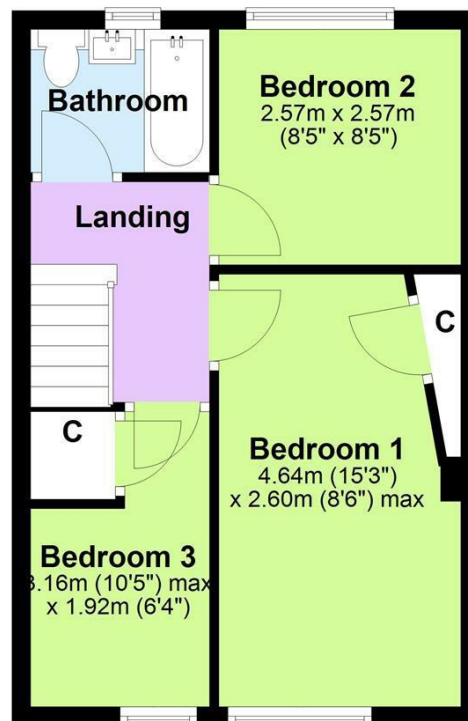 Bathroom
Bedroom 2
2.57m x 2.57m
(8'5" x 8'5")
Landing
C
C
Bedroom 1
4.64m (15'3")
x 2.60m (8'6") max
Bedroom 3
3.16m (10'5") max
x 1.92m (6'4")